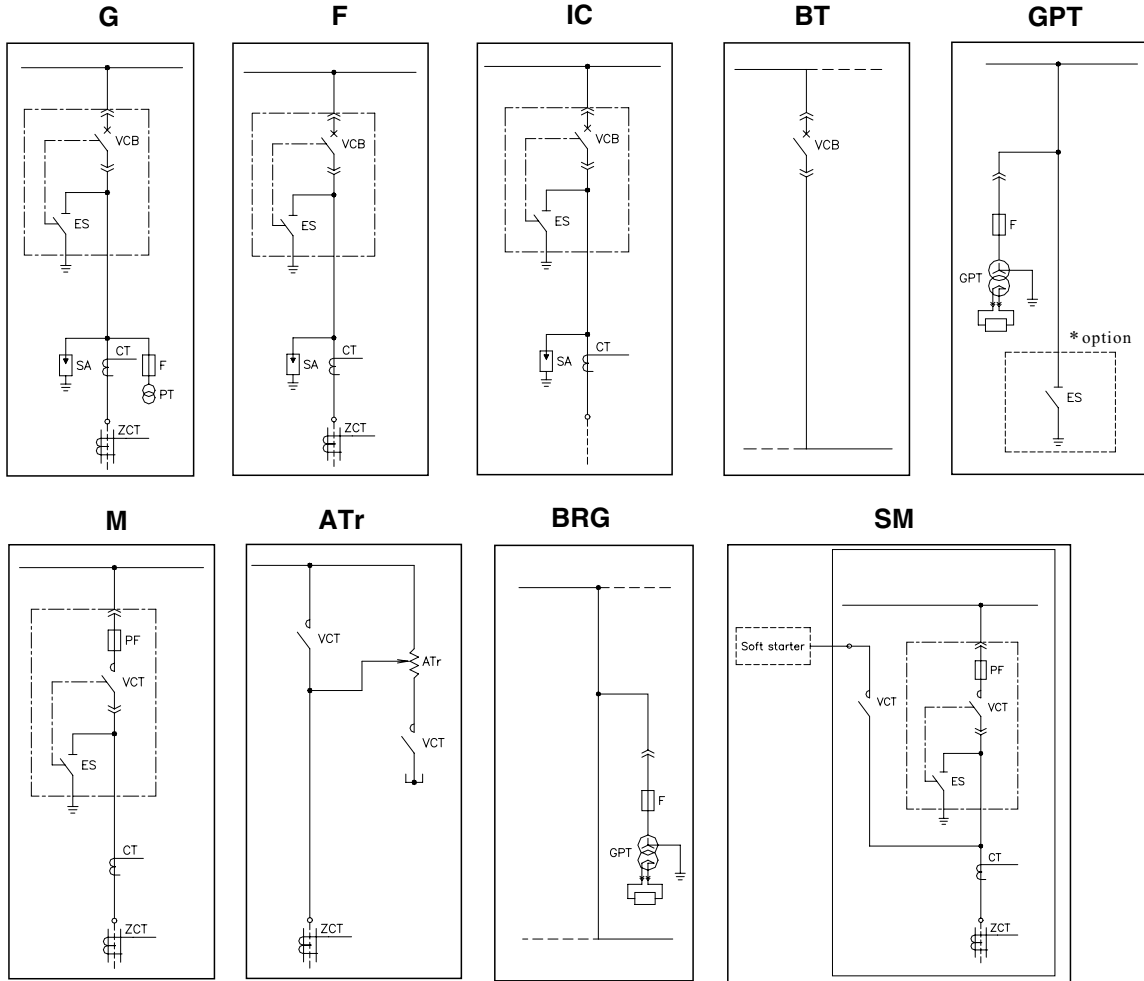 G
F
IC
BT
GPT
VCB
ES
SA
CT
F
PT
ZCT
VCB
ES
SA
CT
ZCT
VCB
ES
SA
CT
VCB
F
GPT
*option
ES
M
ATr
BRG
SM
PF
VCT
ES
CT
ZCT
VCT
ATr
VCT
ZCT
F
GPT
Soft starter
VCT
PF
VCT
ES
CT
ZCT